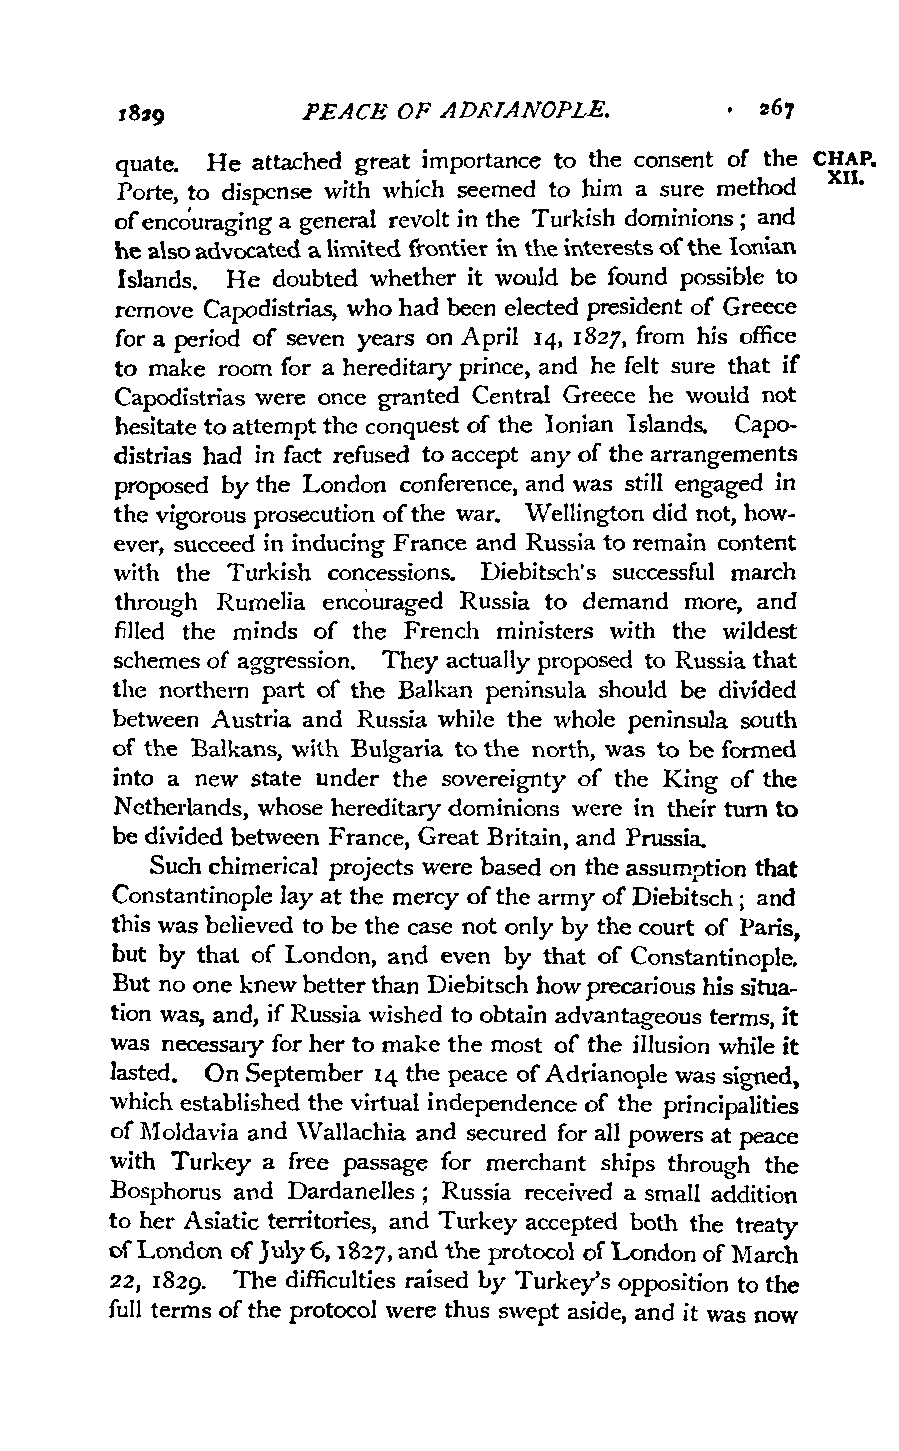 1829 PEACE OF ADRIANOPLE. 267
quate. He attached great importance to the consent of the CHAP.
Porte, to dispense with which seemed to him a sure method XII.
of encouraging a general revolt in the Turkish dominions; and
he also advocated a limited frontier in the interests of the Ionian
Islands. He doubted whether it would be found possible to
remove Capodistrias, who had been elected president of Greece
for a period of seven years on April 14, 1827, from his office
to make room for a hereditary prince, and he felt sure that if
Capodistrias were once granted Central Greece he would not
hesitate to attempt the conquest of the Ionian Islands. Capo-
distrias had in fact refused to accept any of the arrangements
proposed by the London conference, and was still engaged in
the vigorous prosecution of the war. Wellington did not, how-
ever, succeed in inducing France and Russia to remain content
with the Turkish concessions. Diebitsch's successful march
through Rumelia encouraged Russia to demand more, and
filled the minds of the French ministers with the wildest
schemes of aggression. They actually proposed to Russia that
the northern part of the Balkan peninsula should be divided
between Austria and Russia while the whole peninsula south
of the Balkans, with Bulgaria to the north, was to be formed
into a new state under the sovereignty of the King of the
Netherlands, whose hereditary dominions were in their turn to
be divided between France, Great Britain, and Prussia.
Such chimerical projects were based on the assumption that
Constantinople lay at the mercy of the army of Diebitsch; and
this was believed to be the case not only by the court of Paris,
but by that of London, and even by that of Constantinople.
But no one knew better than Diebitsch how precarious his situa-
tion was, and, if Russia wished to obtain advantageous terms, it
was necessary for her to make the most of the illusion while it
lasted. On September 14 the peace of Adrianople was signed,
which established the virtual independence of the principalities
of Moldavia and Wallachia and secured for all powers at peace
with Turkey a free passage for merchant ships through the
Bosphorus and Dardanelles; Russia received a small addition
to her Asiatic territories, and Turkey accepted both the treaty
of London of July 6, 1827, and the protocol of London of March
22, 1829. The difficulties raised by Turkey's opposition to the
full terms of the protocol were thus swept aside, and it was now